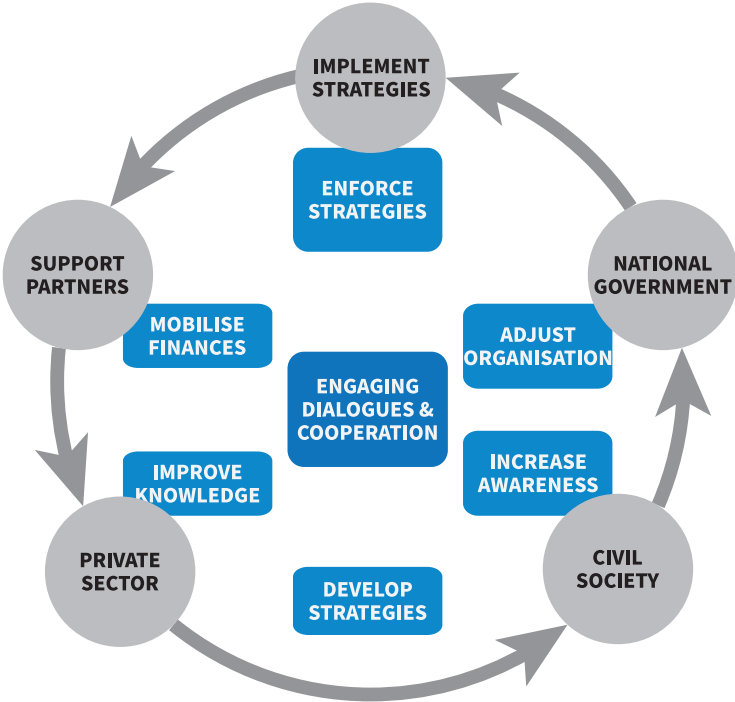 IMPLEMENT
STRATEGIES
ENFORCE
STRATEGIES
SUPPORT
PARTNERS
NATIONAL
GOVERNMENT
MOBILISE
FINANCES
ADJUST
ORGANISATION
ENGAGING
DIALOGUES &
COOPERATION
IMPROVE
KNOWLEDGE
INCREASE
AWARENESS
PRIVATE
SECTOR
CIVIL
SOCIETY
DEVELOP
STRATEGIES